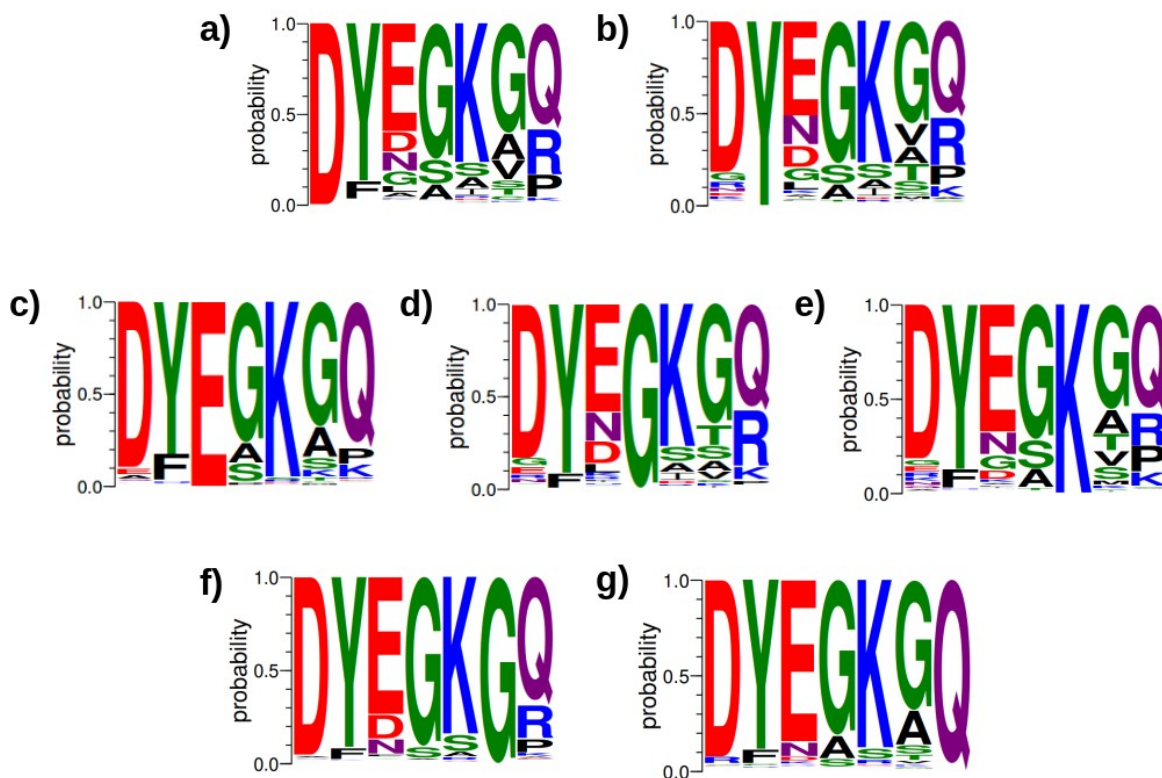 a)
probability
1.0
0.5
0.0
DYEGKGQ
F D S S A R
N A A V P
G
L
b)
probability
1.0
0.5
0.0
DYEGKGQ
G N S S V R
D A A A P
G T K
L S
c)
probability
1.0
0.5
0.0
DYEGKGQ
F A A P
S S K
K
d)
probability
1.0
0.5
0.0
DYEGKGQ
G F N S T R
D A S K
A
V
e)
probability
1.0
0.5
0.0
DYEGKGQ
F N S A R
G A T P
D V K
S
M
f)
probability
1.0
0.5
0.0
DYEGKGQ
F D S S R
N A P
g)
probability
1.0
0.5
0.0
DYEGKGQ
R F N A S A
S S